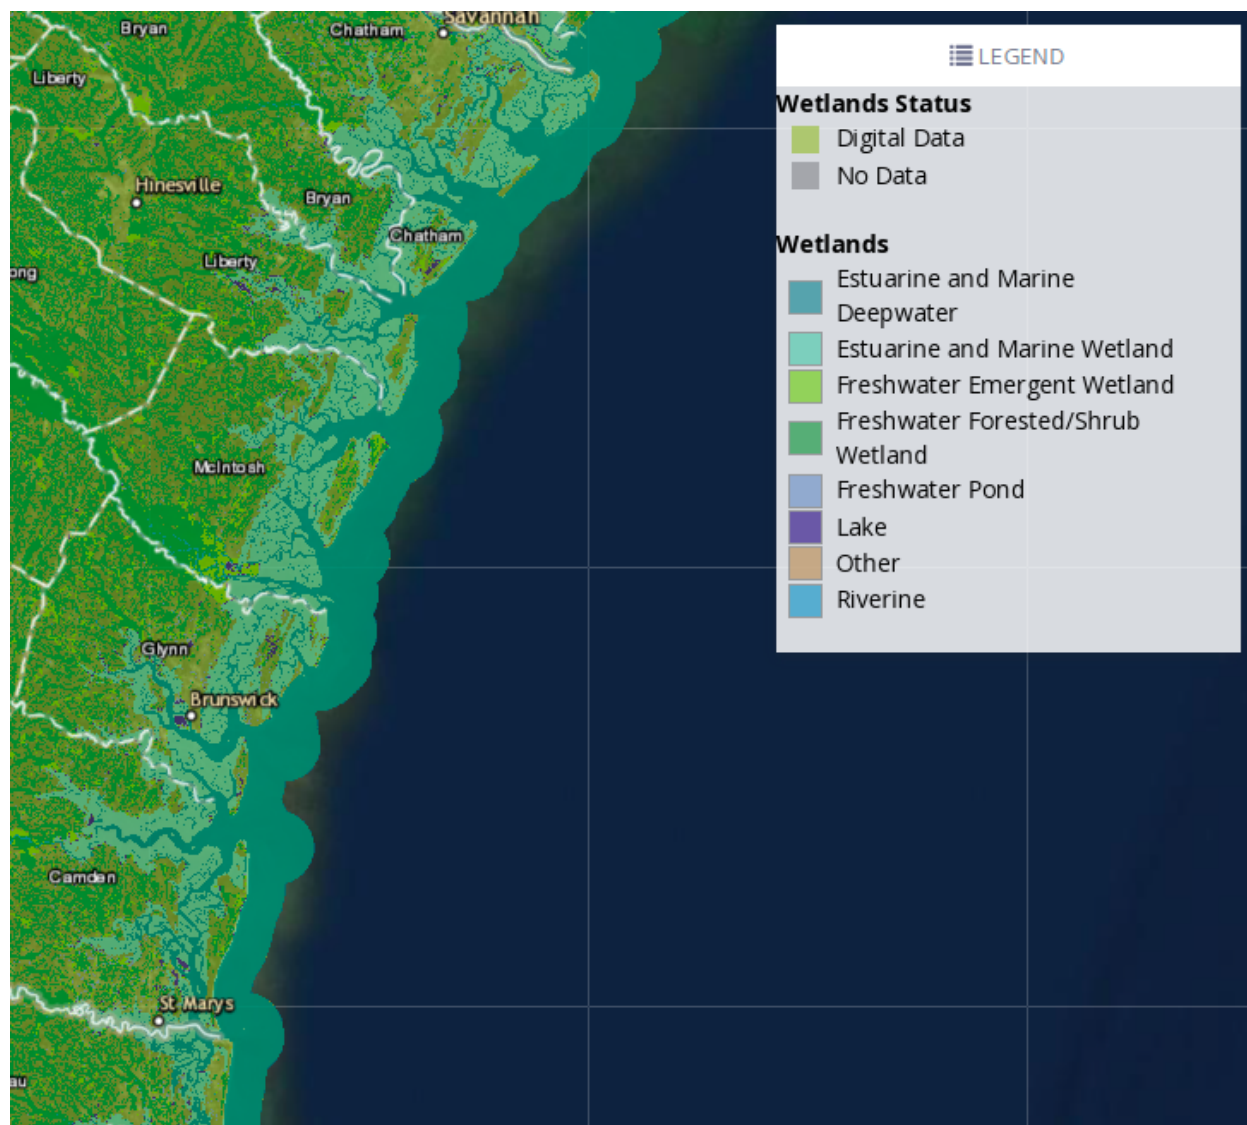 Savannah
Bryan
Chatham
Liberty
Hinesville
Bryan
Chatham
Liberty
ong
McIntosh
Glynn
Brunswick
Camden
St Marys
au
LEGEND
Wetlands Status
Digital Data
No Data
Wetlands
Estuarine and Marine
Deepwater
Estuarine and Marine Wetland
Freshwater Emergent Wetland
Freshwater Forested/Shrub
Wetland
Freshwater Pond
Lake
Other
Riverine